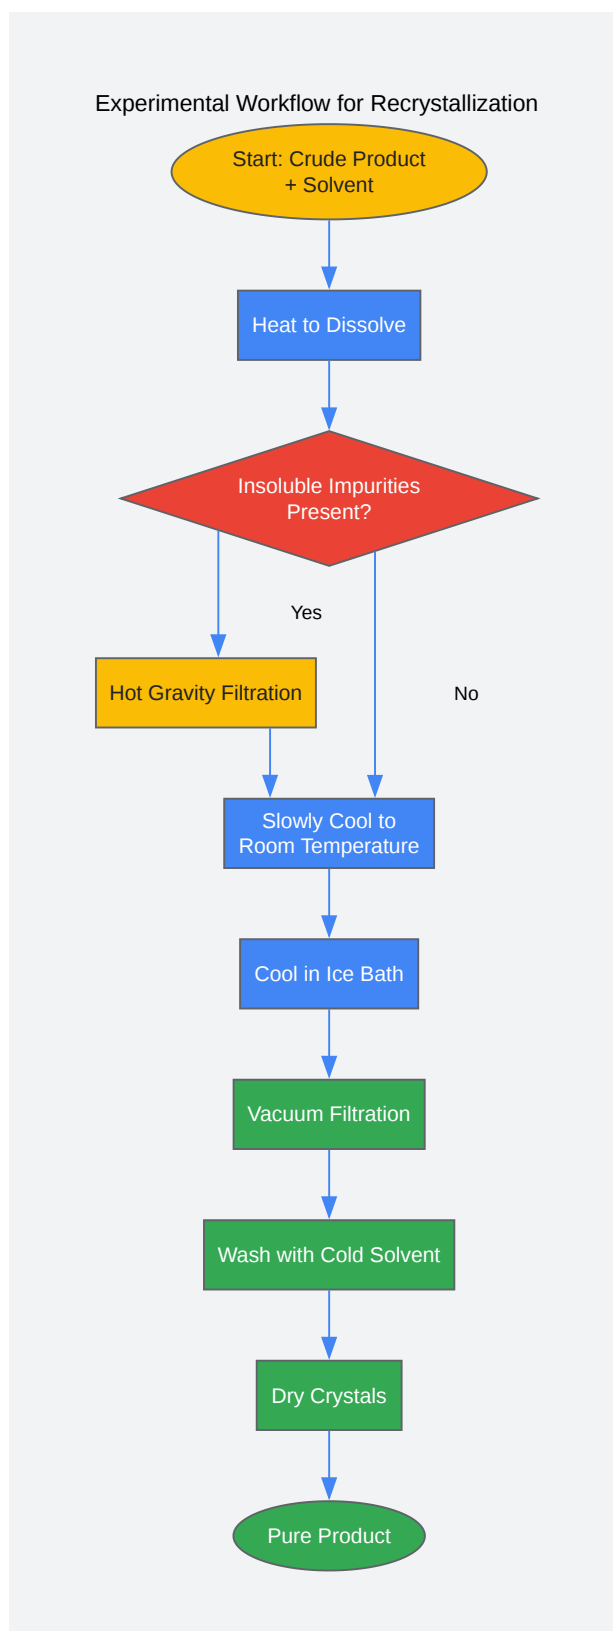 Experimental Workflow for Recrystallization
Start: Crude Product
+ Solvent
Heat to Dissolve
Insoluble Impurities
Present?
Yes
Hot Gravity Filtration
No
Slowly Cool to
Room Temperature
Cool in Ice Bath
Vacuum Filtration
Wash with Cold Solvent
Dry Crystals
Pure Product